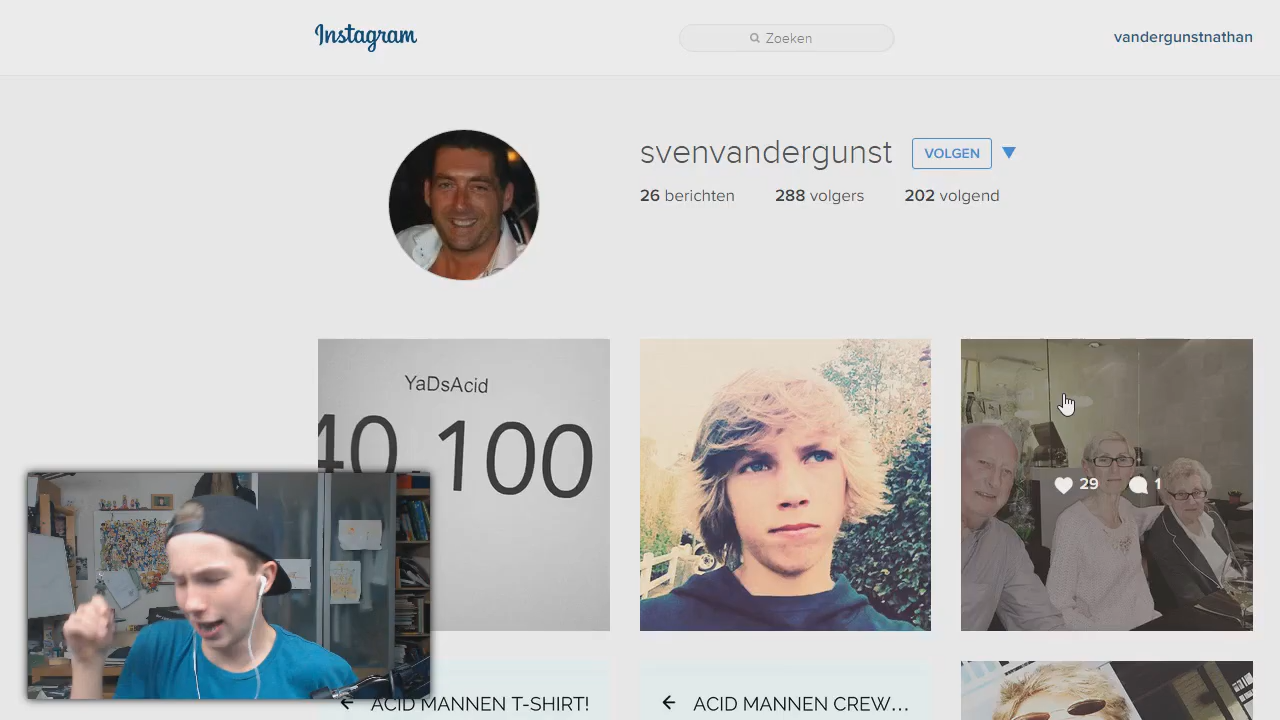 Instagram
Zoeken
vandergunstnathan
svenvandergunst
VOLGEN
26 berichten
288 volgers
202 volgend
YaDsAcid
40 100
29
1
ACID MANNEN T-SHIRT!
ACID MANNEN CREW...